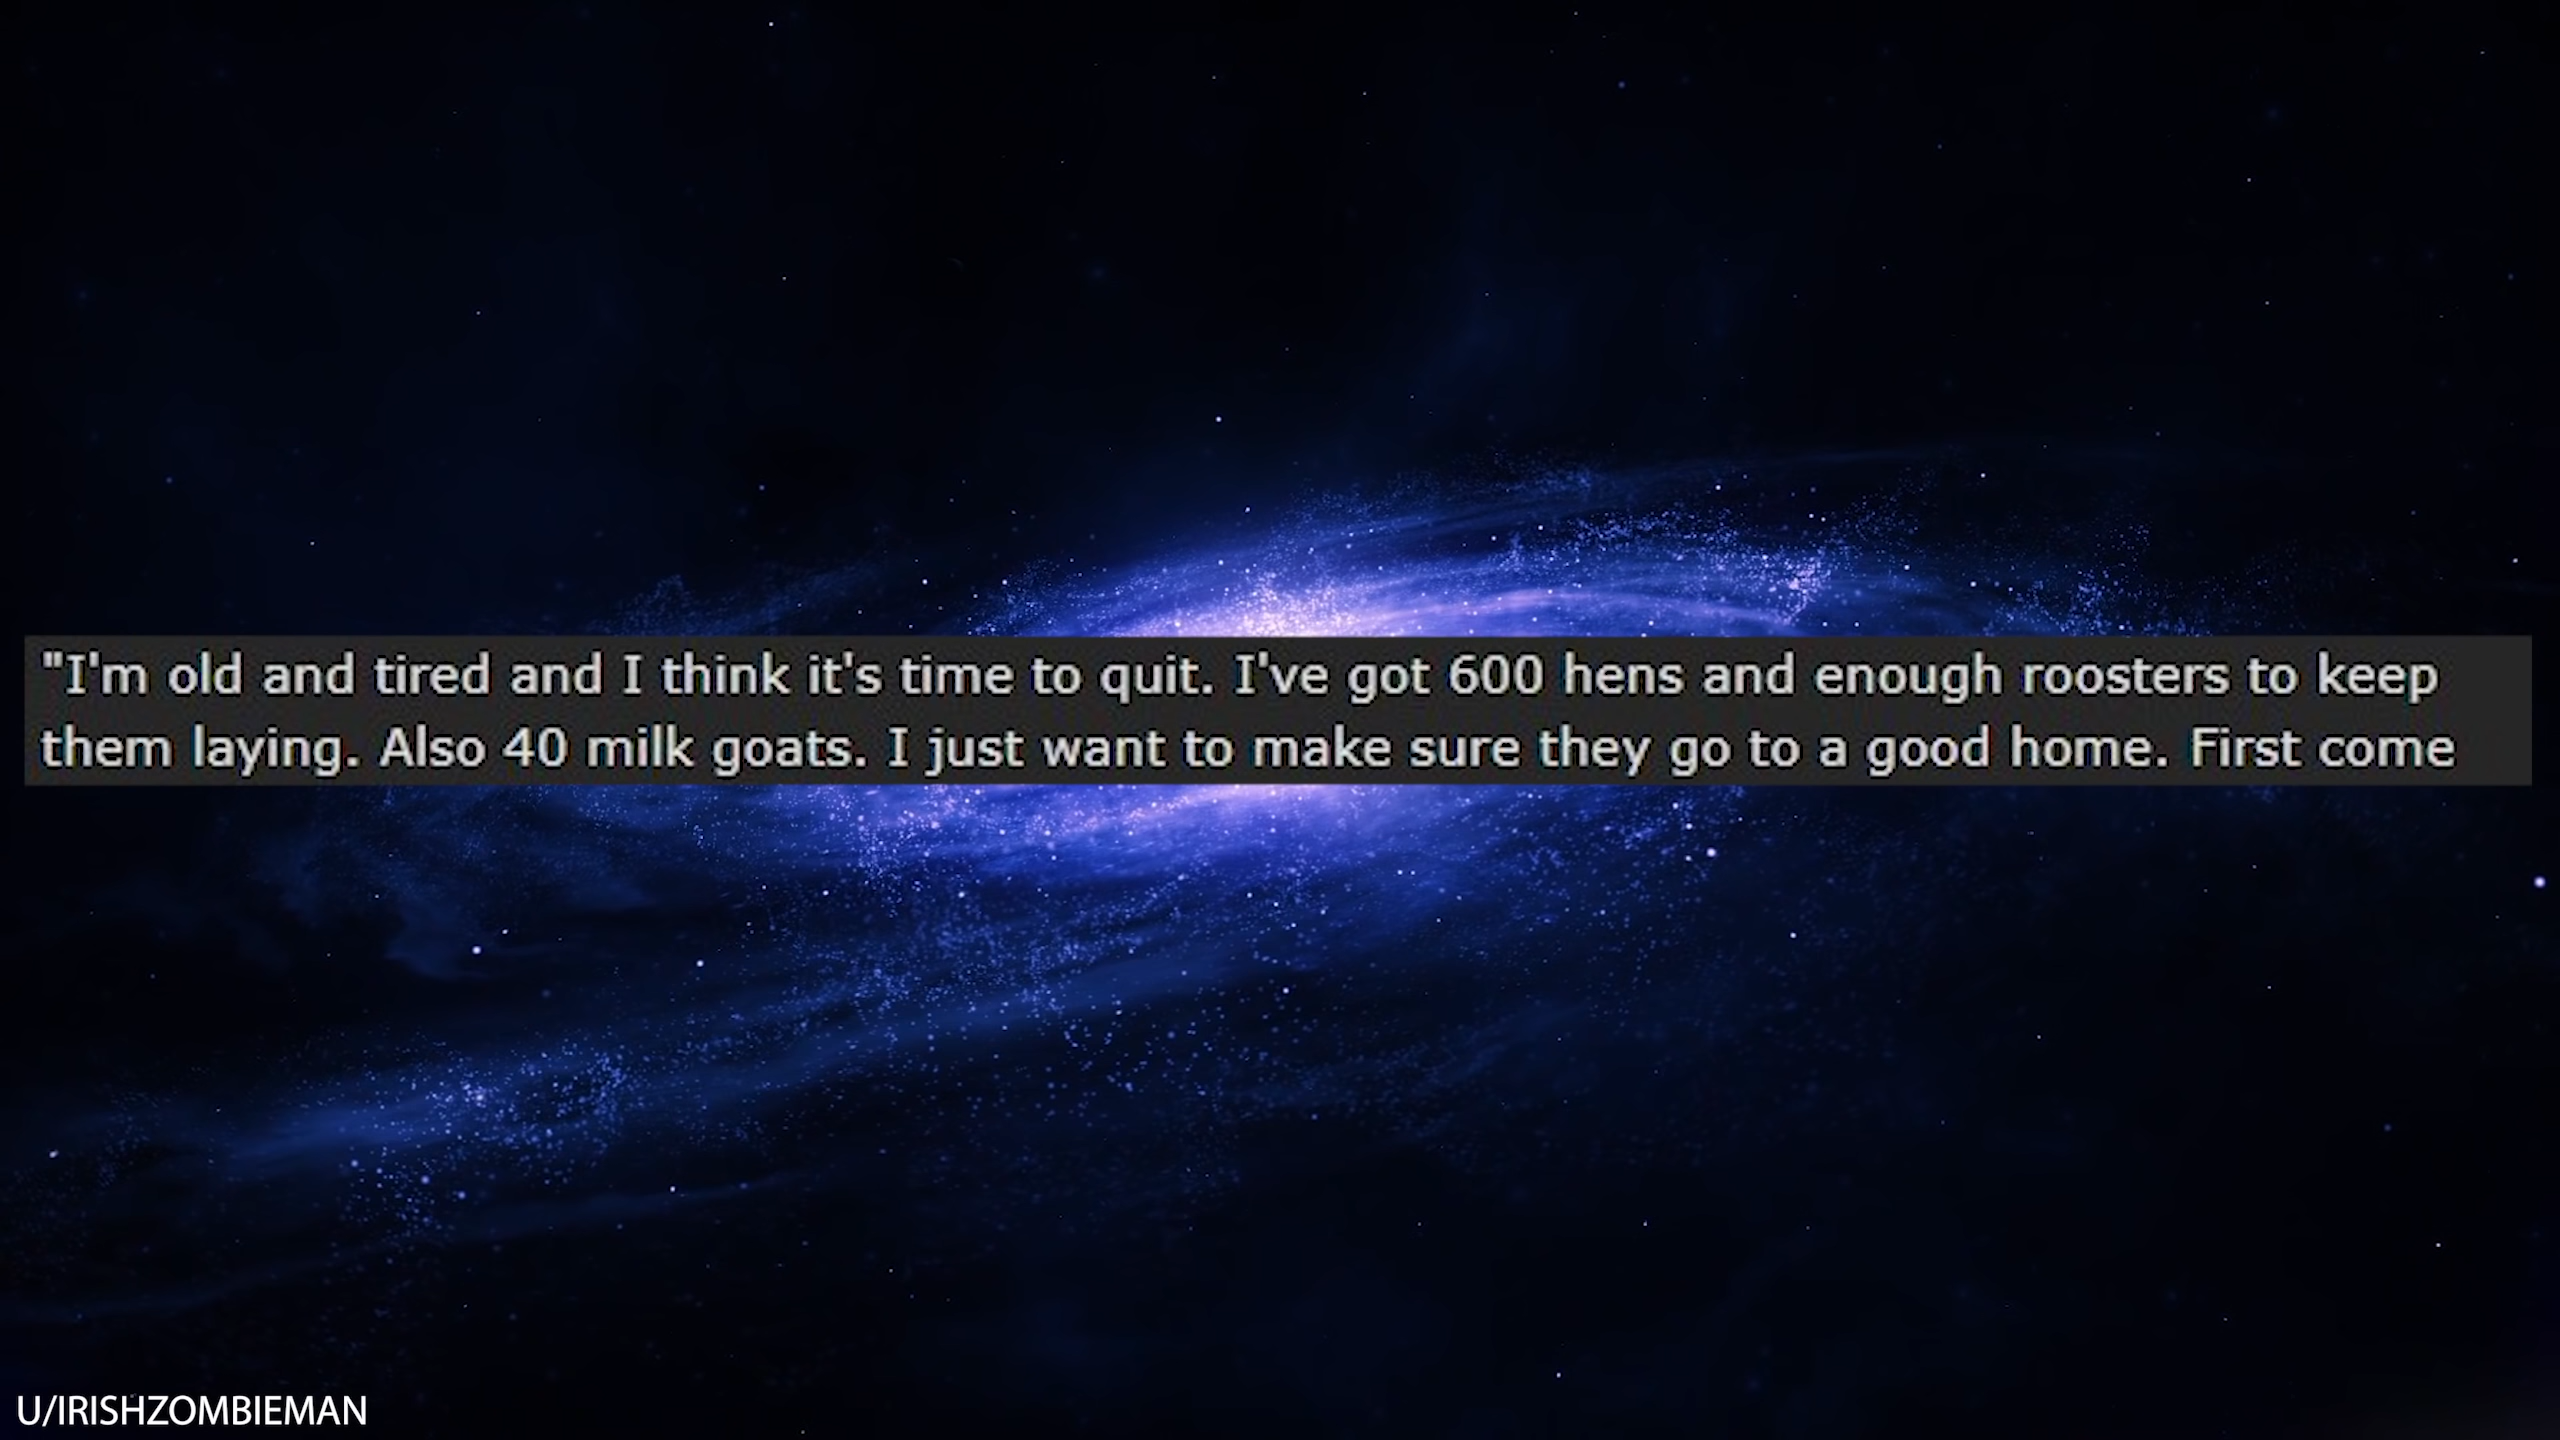 "I'm old and tired and I think it's time to quit. I've got 600 hens and enough roosters to keep
them laying. Also 40 milk goats. I just want to make sure they go to a good home. First come
U/IRISHZOMBIEMAN